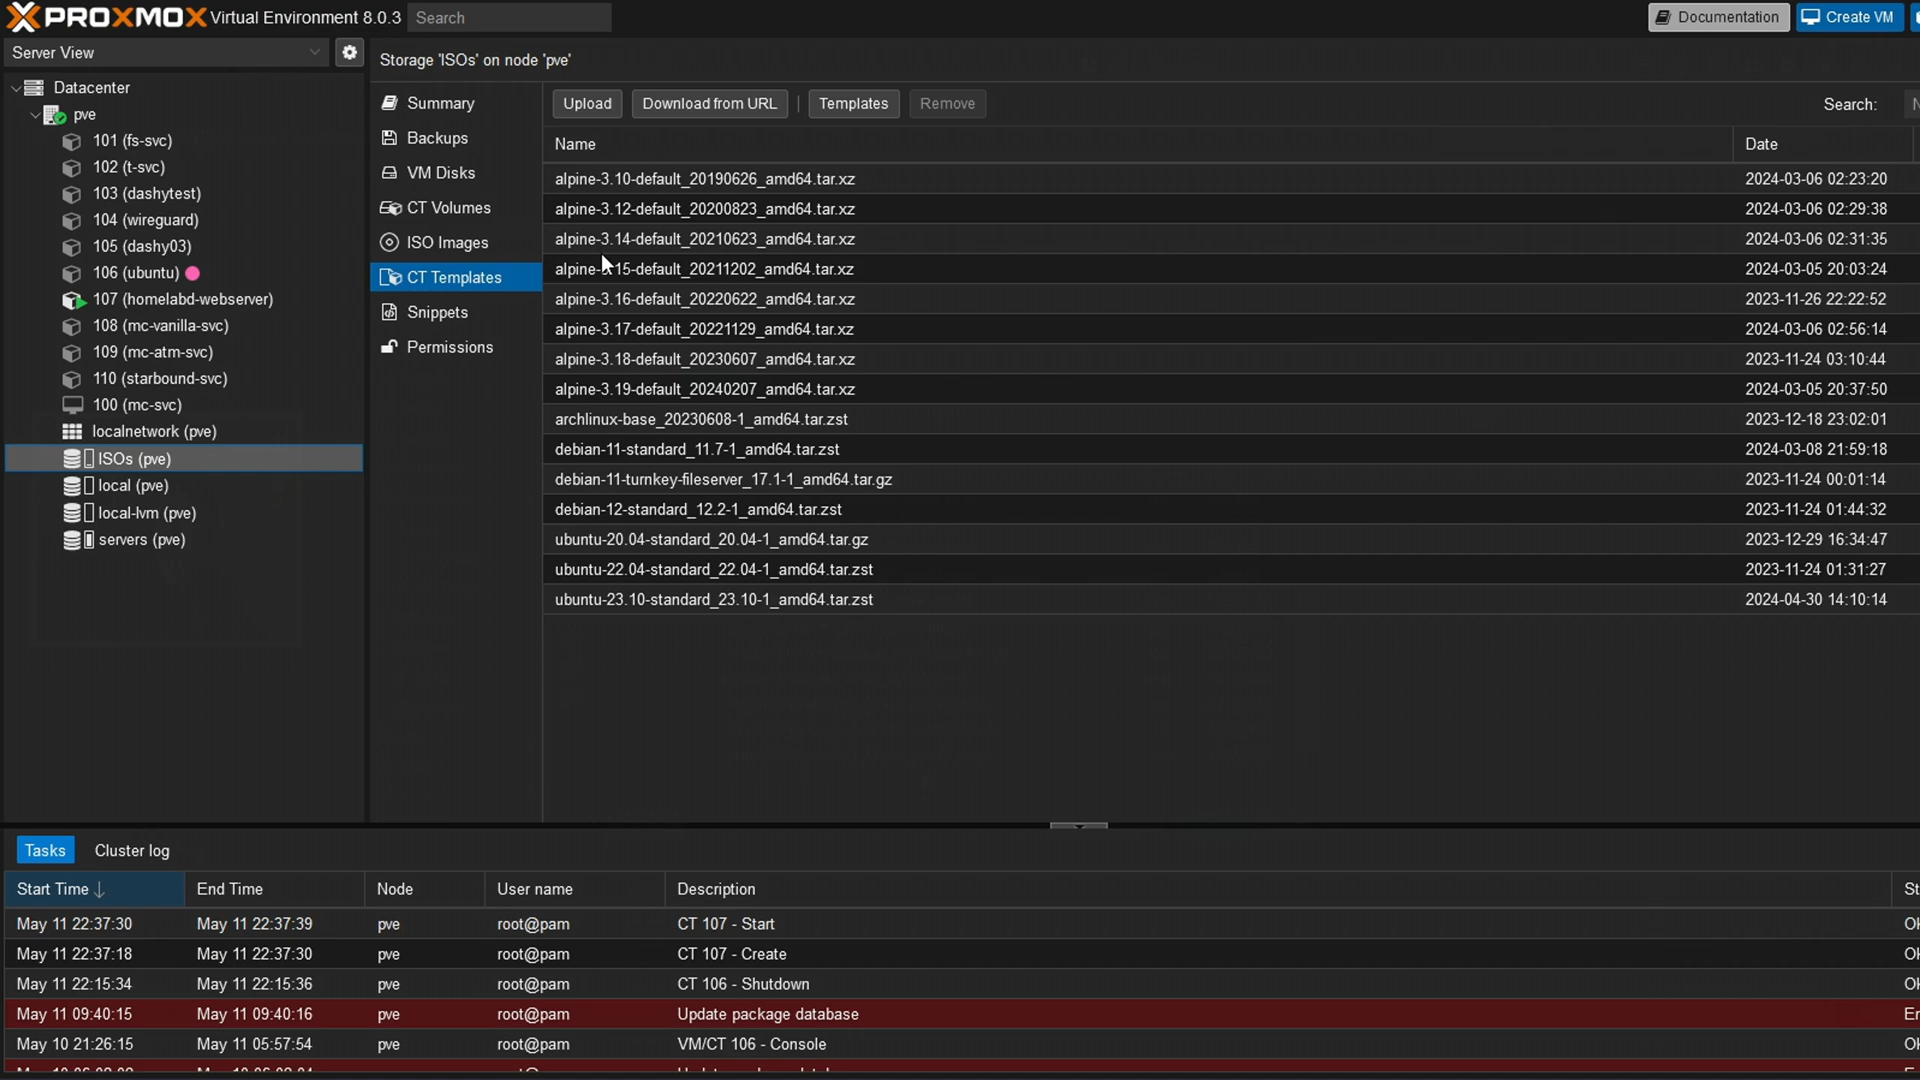 PROXMOX Virtual Environment 8.0.3 Search Documentation Create VM
Server View
Storage 'ISOs' on node 'pve'
Datacenter
pve
101 (fs-svc)
102 (t-svc)
103 (dashytest)
104 (wireguard)
105 (dashy03)
106 (ubuntu)
107 (homelabd-webserver)
108 (mc-vanilla-svc)
109 (mc-atm-svc)
110 (starbound-svc)
100 (mc-svc)
localnetwork (pve)
ISOs (pve)
local (pve)
local-lvm (pve)
servers (pve)
Summary
Backups
VM Disks
CT Volumes
ISO Images
CT Templates
Snippets
Permissions
Upload Download from URL Templates Remove Search:
Name Date
alpine-3.10-default_20190626_amd64.tar.xz 2024-03-06 02:23:20
alpine-3.12-default_20200823_amd64.tar.xz 2024-03-06 02:29:38
alpine-3.14-default_20210623_amd64.tar.xz 2024-03-06 02:31:35
alpine-3.15-default_20211202_amd64.tar.xz 2024-03-05 20:03:24
alpine-3.16-default_20220622_amd64.tar.xz 2023-11-26 22:22:52
alpine-3.17-default_20221129_amd64.tar.xz 2024-03-06 02:56:14
alpine-3.18-default_20230607_amd64.tar.xz 2023-11-24 03:10:44
alpine-3.19-default_20240207_amd64.tar.xz 2024-03-05 20:37:50
archlinux-base_20230608-1_amd64.tar.zst 2023-12-18 23:02:01
debian-11-standard_11.7-1_amd64.tar.zst 2024-03-08 21:59:18
debian-11-turnkey-fileserver_17.1-1_amd64.tar.gz 2023-11-24 00:01:14
debian-12-standard_12.2-1_amd64.tar.zst 2023-11-24 01:44:32
ubuntu-20.04-standard_20.04-1_amd64.tar.gz 2023-12-29 16:34:47
ubuntu-22.04-standard_22.04-1_amd64.tar.zst 2023-11-24 01:31:27
ubuntu-23.10-standard_23.10-1_amd64.tar.zst 2024-04-30 14:10:14
Tasks Cluster log
Start Time End Time Node User name Description
May 11 22:37:30 May 11 22:37:39 pve root@pam CT 107 - Start
May 11 22:37:18 May 11 22:37:30 pve root@pam CT 107 - Create
May 11 22:15:34 May 11 22:15:36 pve root@pam CT 106 - Shutdown
May 11 09:40:15 May 11 09:40:16 pve root@pam Update package database
May 10 21:26:15 May 11 05:57:54 pve root@pam VM/CT 106 - Console